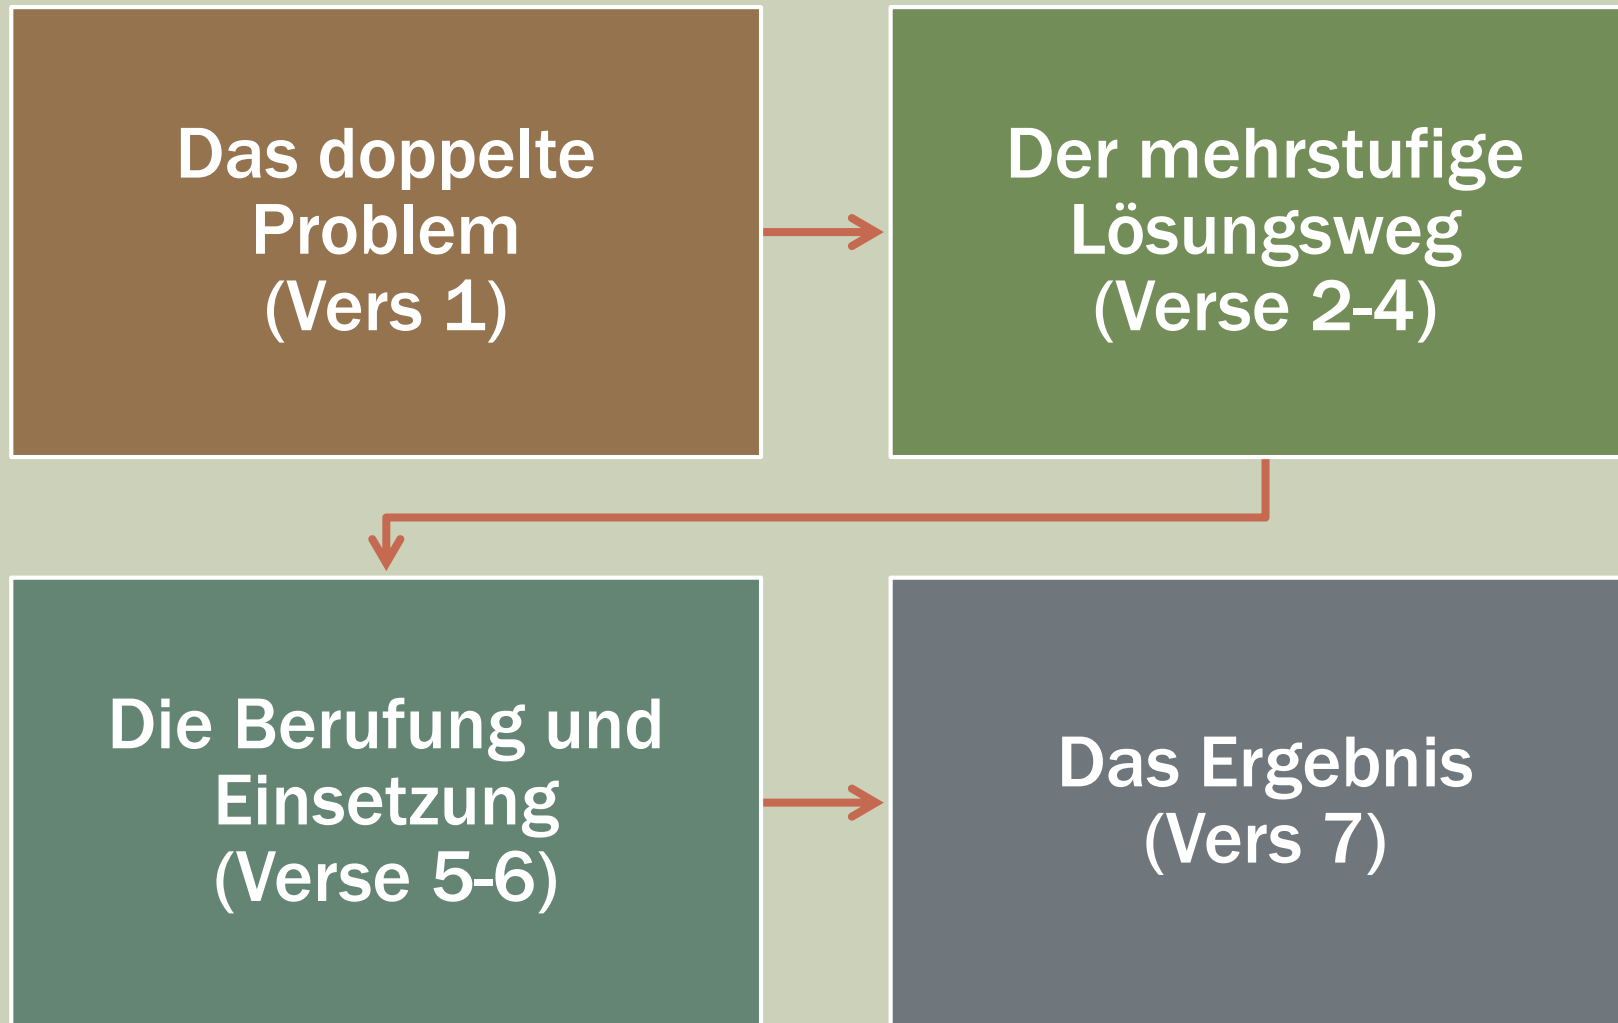 Das doppelte
Problem
(Vers 1)
Der mehrstufige
Lösungsweg
(Verse 2-4)
Die Berufung und
Einsetzung
(Verse 5-6)
Das Ergebnis
(Vers 7)